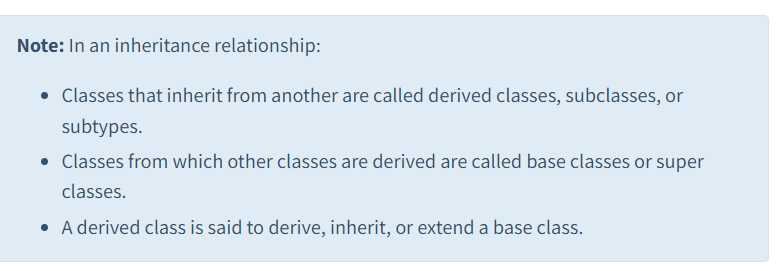 Note: In an inheritance relationship:
Classes that inherit from another are called derived classes, subclasses, or
subtypes.
Classes from which other classes are derived are called base classes or super
classes.
A derived class is said to derive, inherit, or extend a base class.